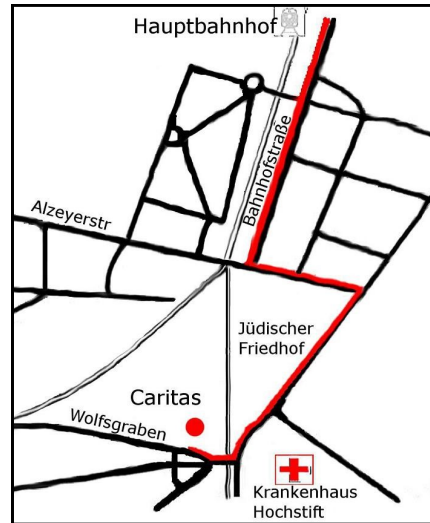 Hauptbahnhof
Bahnhofstraße
Alzeyerstr
Jüdischer
Friedhof
Caritas
Wolfsgraben
Krankenhaus
Hochstift